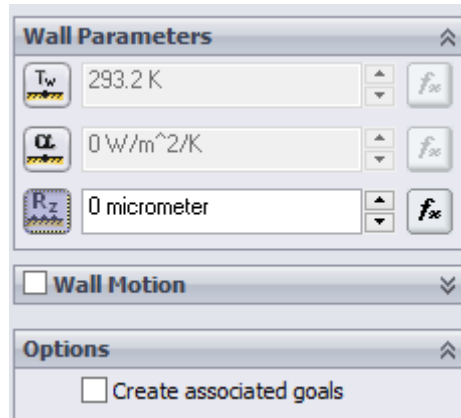 Wall Parameters
Tw 293.2 K fx
α 0 W/m^2/K fx
Rz 0 micrometer fx
Wall Motion
Options
Create associated goals